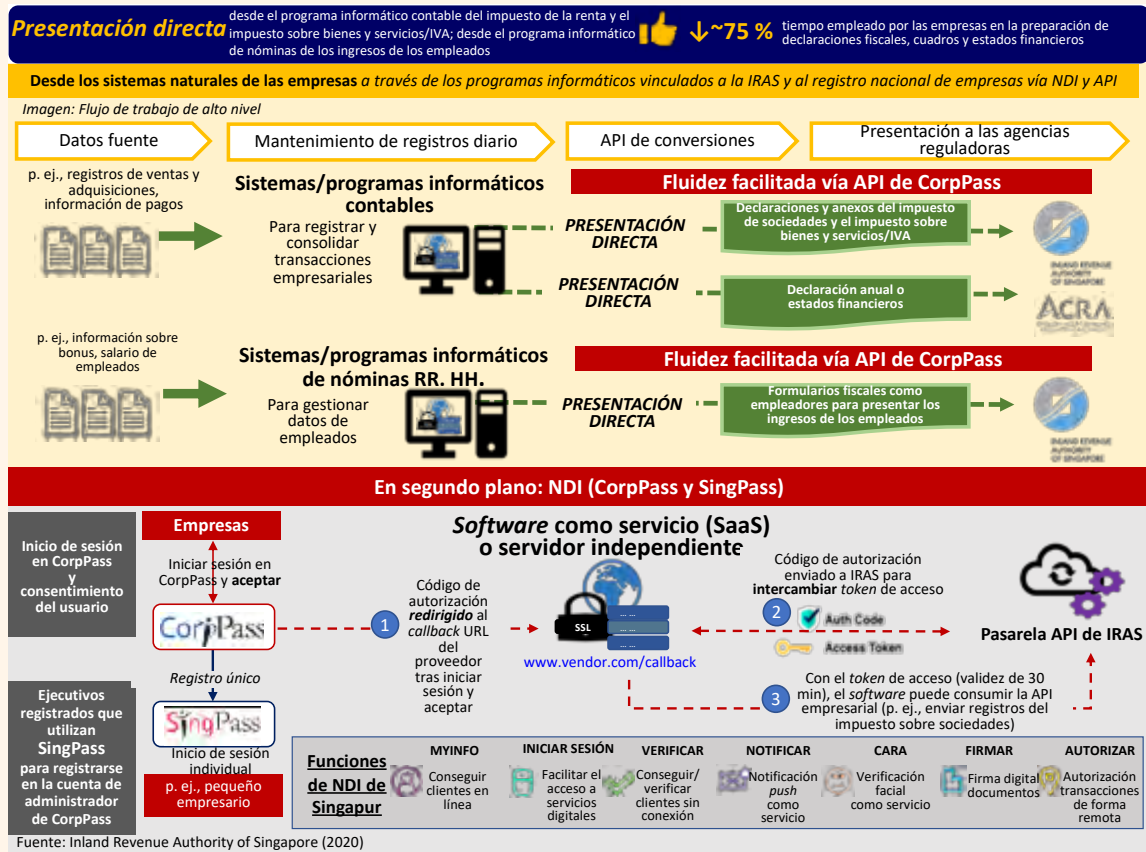 Presentación directa
desde el programa informático contable del impuesto de la renta y el
impuesto sobre bienes y servicios/IVA; desde el programa informático
de nóminas de los ingresos de los empleados
~75 %
tiempo empleado por las empresas en la preparación de
declaraciones fiscales, cuadros y estados financieros
Desde los sistemas naturales de las empresas a través de los programas informáticos vinculados a la IRAS y al registro nacional de empresas vía NDI y API
Imagen: Flujo de trabajo de alto nivel
Datos fuente
Mantenimiento de registros diario
API de conversiones
Presentación a las agencias
reguladoras
p. ej., registros de ventas y
adquisiciones,
información de pagos
Sistemas/programas informáticos
contables
Para registrar y
consolidar
transacciones
empresariales
Fluidez facilitada vía API de CorpPass
PRESENTACIÓN
DIRECTA
Declaraciones y anexos del impuesto
de sociedades y el impuesto sobre
bienes y servicios/IVA
INLAND REVENUE
AUTHORITY
OF SINGAPORE
PRESENTACIÓN
DIRECTA
Declaración anual o
estados financieros
ACRA
p. ej., información sobre
bonus, salario de
empleados
Sistemas/programas informáticos
de nóminas RR. HH.
Para gestionar
datos de
empleados
Fluidez facilitada vía API de CorpPass
PRESENTACIÓN
DIRECTA
Formularios fiscales como
empleadores para presentar los
ingresos de los empleados
INLAND REVENUE
AUTHORITY
OF SINGAPORE
En segundo plano: NDI (CorpPass y SingPass)
Inicio de sesión
en CorpPass
y
consentimiento
del usuario
Empresas
Iniciar sesión en
CorpPass y aceptar
CorpPass
Registro único
SingPass
Inicio de sesión
individual
p. ej., pequeño
empresario
Ejecutivos
registrados que
utilizan
SingPass
para registrarse
en la cuenta de
administrador
de CorpPass
1
Código de
autorización
redirigido al
callback URL
del
proveedor
tras iniciar
sesión y
aceptar
Software como servicio (SaaS)
o servidor independiente
SSL
www.vendor.com/callback
Código de autorización
enviado a IRAS para
intercambiar token de acceso
2
Auth Code
Access Token
Pasarela API de IRAS
3
Con el token de acceso (validez de 30
min), el software puede consumir la API
empresarial (p. ej., enviar registros del
impuesto sobre sociedades)
Funciones
de NDI de
Singapur
MYINFO
Conseguir
clientes en
línea
INICIAR SESIÓN
Facilitar el
acceso a
servicios
digitales
VERIFICAR
Conseguir/
verificar
clientes sin
conexión
NOTIFICAR
Notificación
push
como
servicio
CARA
Verificación
facial
como servicio
FIRMAR
Firma digital
documentos
AUTORIZAR
Autorización
transacciones
de forma
remota
Fuente: Inland Revenue Authority of Singapore (2020)